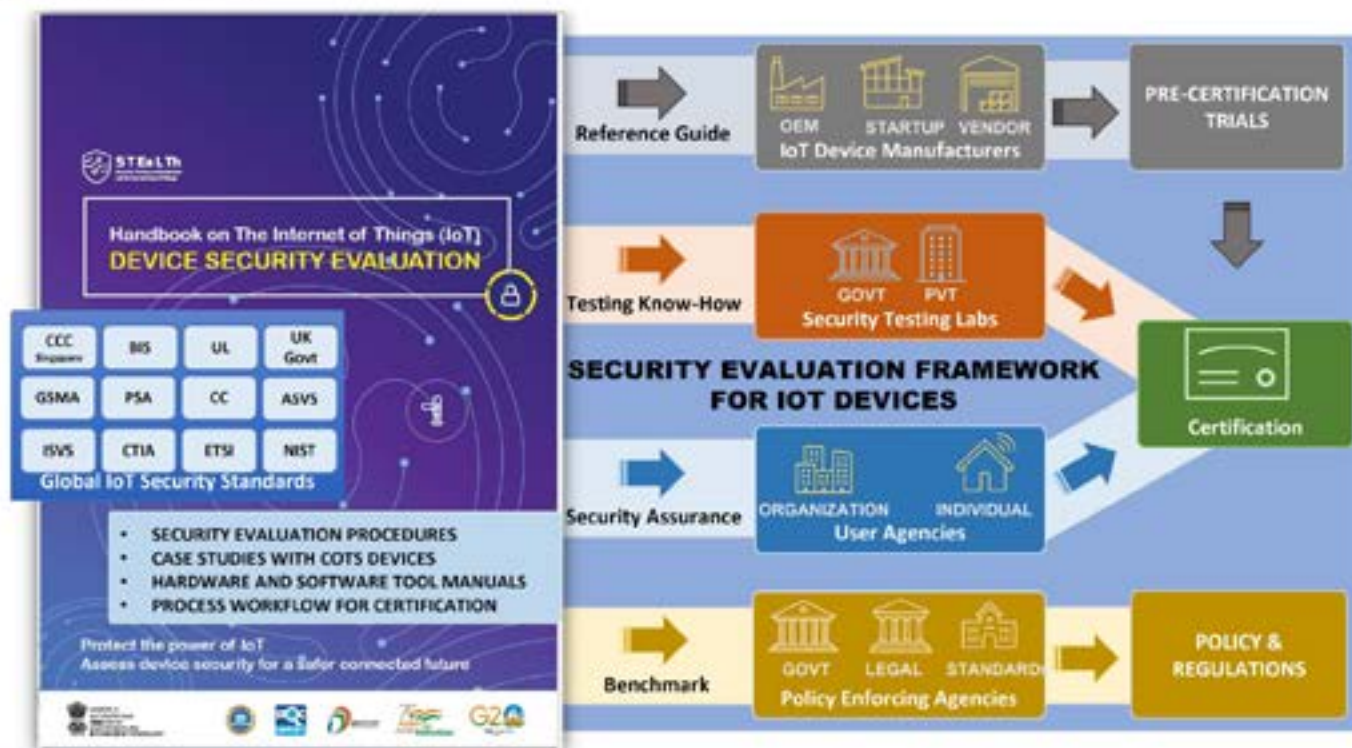 STEaLTh
Handbook on The Internet of Things (IoT)
DEVICE SECURITY EVALUATION
CCC
Singapore
BIS
UL
UK
Govt
GSMA
PSA
CC
ASVS
ISVS
CTIA
ETSI
NIST
Global IoT Security Standards
• SECURITY EVALUATION PROCEDURES
• CASE STUDIES WITH COTS DEVICES
• HARDWARE AND SOFTWARE TOOL MANUALS
• PROCESS WORKFLOW FOR CERTIFICATION
Protect the power of IoT
Assess device security for a safer connected future
G20
Reference Guide
OEM
STARTUP
VENDOR
IoT Device Manufacturers
PRE-CERTIFICATION
TRIALS
Testing Know-How
GOVT
PVT
Security Testing Labs
SECURITY EVALUATION FRAMEWORK
FOR IOT DEVICES
Certification
Security Assurance
ORGANIZATION
INDIVIDUAL
User Agencies
Benchmark
GOVT
LEGAL
STANDARDS
Policy Enforcing Agencies
POLICY &
REGULATIONS